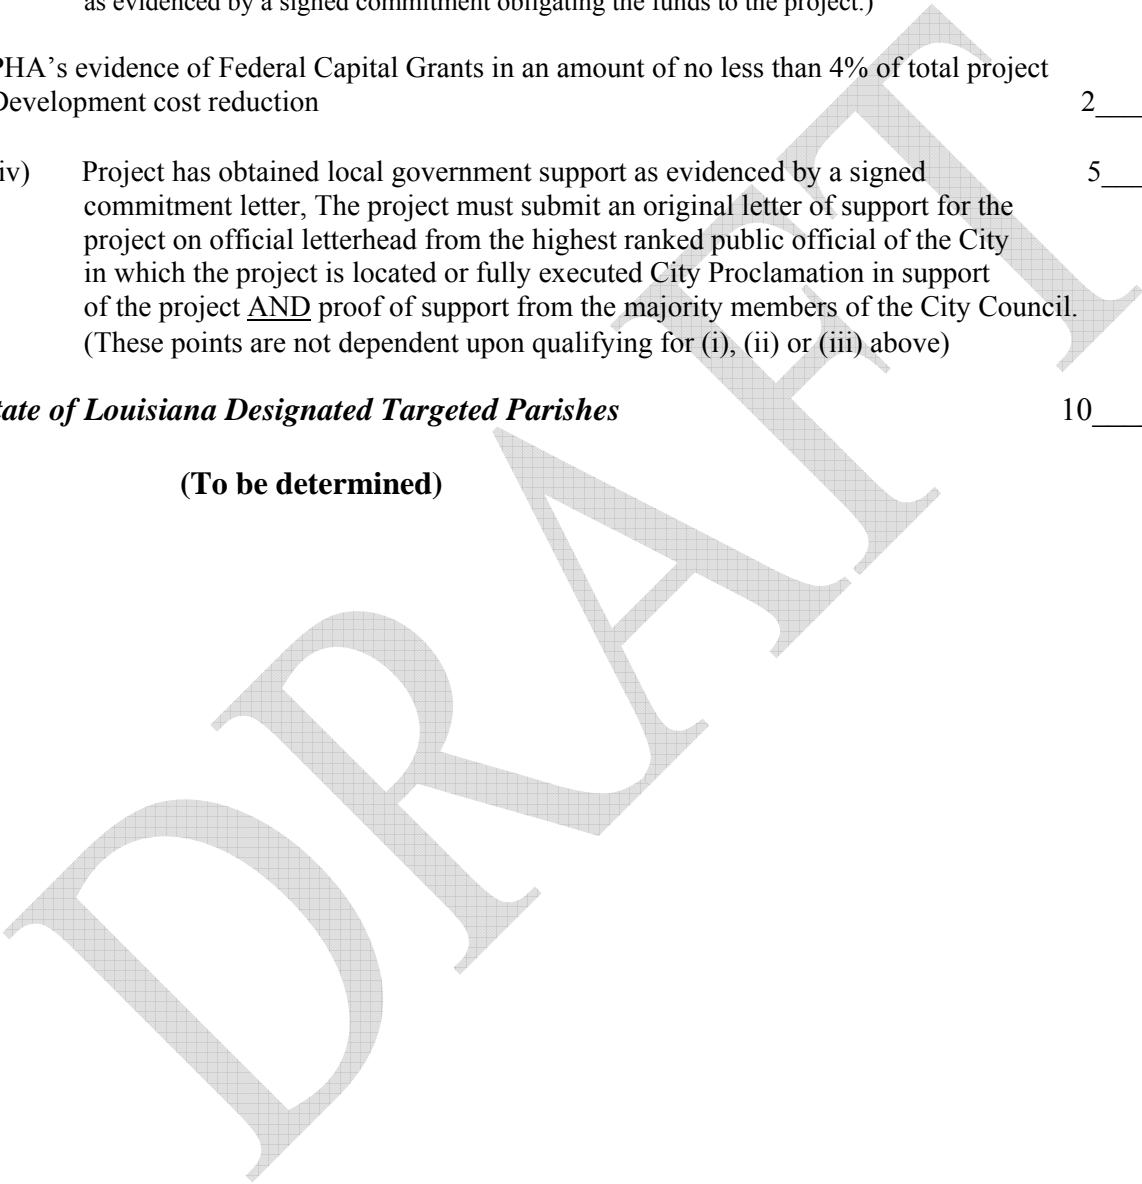 as evidenced by a signed commitment obligating the funds to the project.)
PHA's evidence of Federal Capital Grants in an amount of no less than 4% of total project
Development cost reduction 2___
iv) Project has obtained local government support as evidenced by a signed 5___
commitment letter, The project must submit an original letter of support for the
project on official letterhead from the highest ranked public official of the City
in which the project is located or fully executed City Proclamation in support
of the project AND proof of support from the majority members of the City Council.
(These points are not dependent upon qualifying for (i), (ii) or (iii) above)
tate of Louisiana Designated Targeted Parishes 10___
(To be determined)
DRAFT